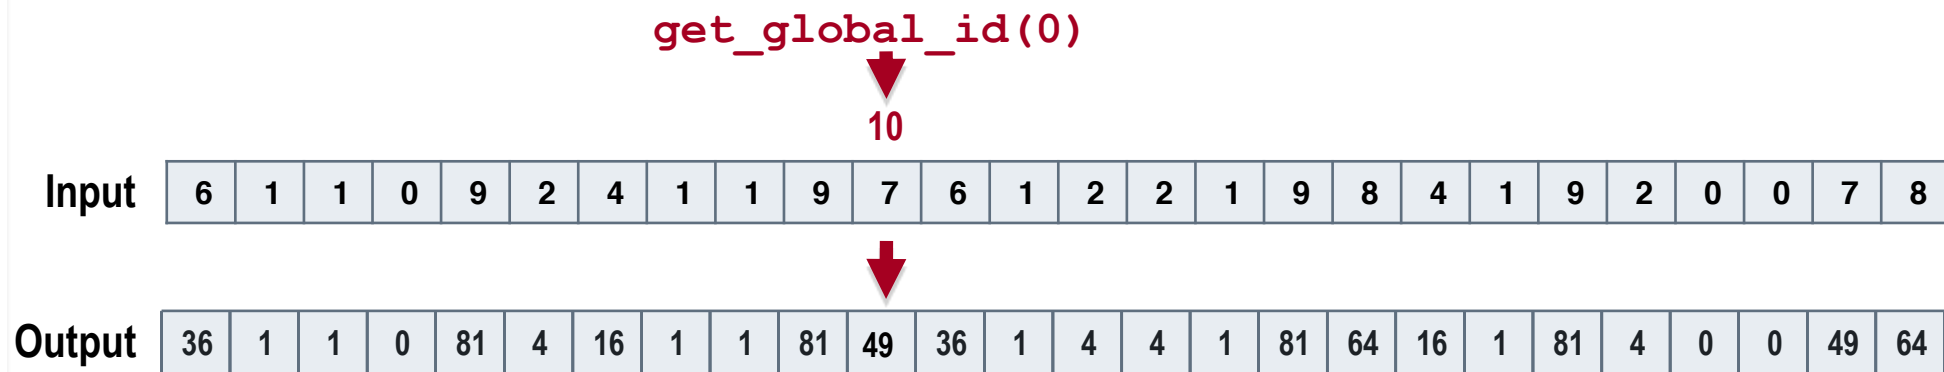 get_global_id(0)
10
Input 6 1 1 0 9 2 4 1 1 9 7 6 1 2 2 1 9 8 4 1 9 2 0 0 7 8
Output 36 1 1 0 81 4 16 1 1 81 49 36 1 4 4 1 81 64 16 1 81 4 0 0 49 64